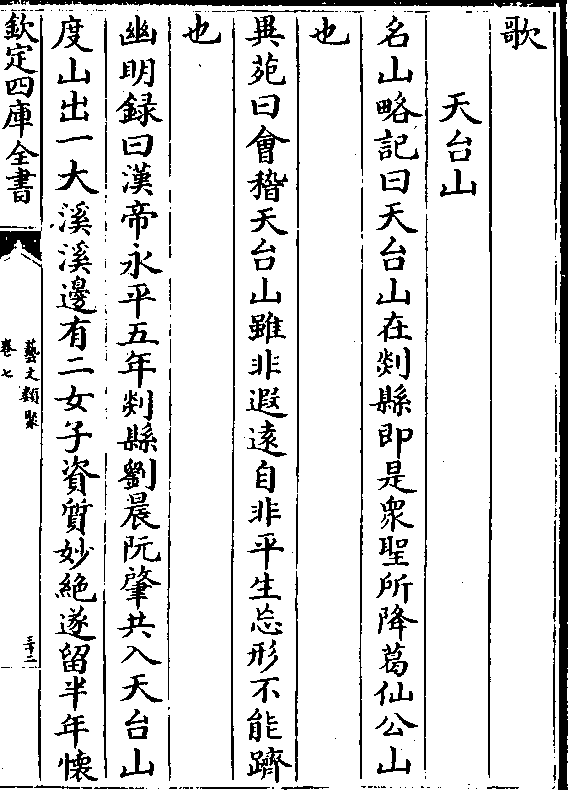 歌
天台山
名山略記曰天台山在剡縣即是衆聖所降葛仙公山
也
異苑曰會稽天台山雖非遐逺自非平生忘形不能躋
也
幽明録曰漢帝永平五年剡縣劉晨阮肇共入天台山
度山出一大溪溪邊有二女子資質妙絶遂留半年懷
欽定四庫全書
藝文類聚
卷七
三十二